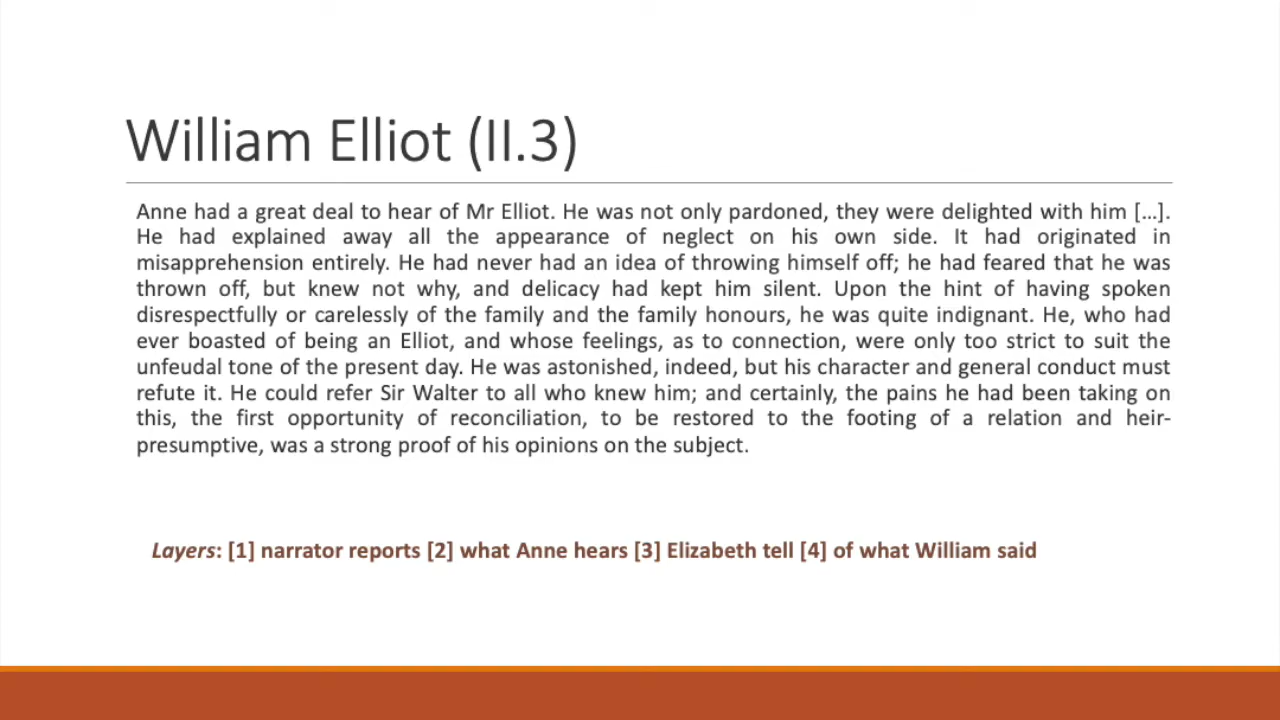 William Elliot (II.3)
Anne had a great deal to hear of Mr Elliot. He was not only pardoned, they were delighted with him […].
He had explained away all the appearance of neglect on his own side. It had originated in
misapprehension entirely. He had never had an idea of throwing himself off; he had feared that he was
thrown off, but knew not why, and delicacy had kept him silent. Upon the hint of having spoken
disrespectfully or carelessly of the family and the family honours, he was quite indignant. He, who had
ever boasted of being an Elliot, and whose feelings, as to connection, were only too strict to suit the
unfeudal tone of the present day. He was astonished, indeed, but his character and general conduct must
refute it. He could refer Sir Walter to all who knew him; and certainly, the pains he had been taking on
this, the first opportunity of reconciliation, to be restored to the footing of a relation and heir-
presumptive, was a strong proof of his opinions on the subject.
Layers: [1] narrator reports [2] what Anne hears [3] Elizabeth tell [4] of what William said